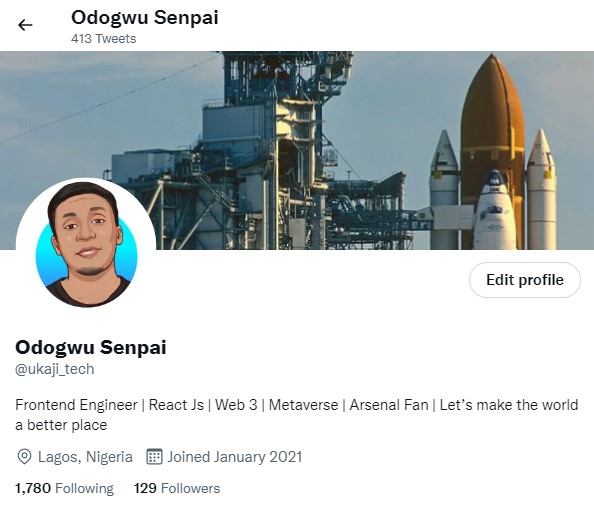 Odogwu Senpai
413 Tweets
Edit profile
Odogwu Senpai
@ukaji_tech
Frontend Engineer | React Js | Web 3 | Metaverse | Arsenal Fan | Let’s make the world
a better place
Lagos, Nigeria Joined January 2021
1,780 Following 129 Followers